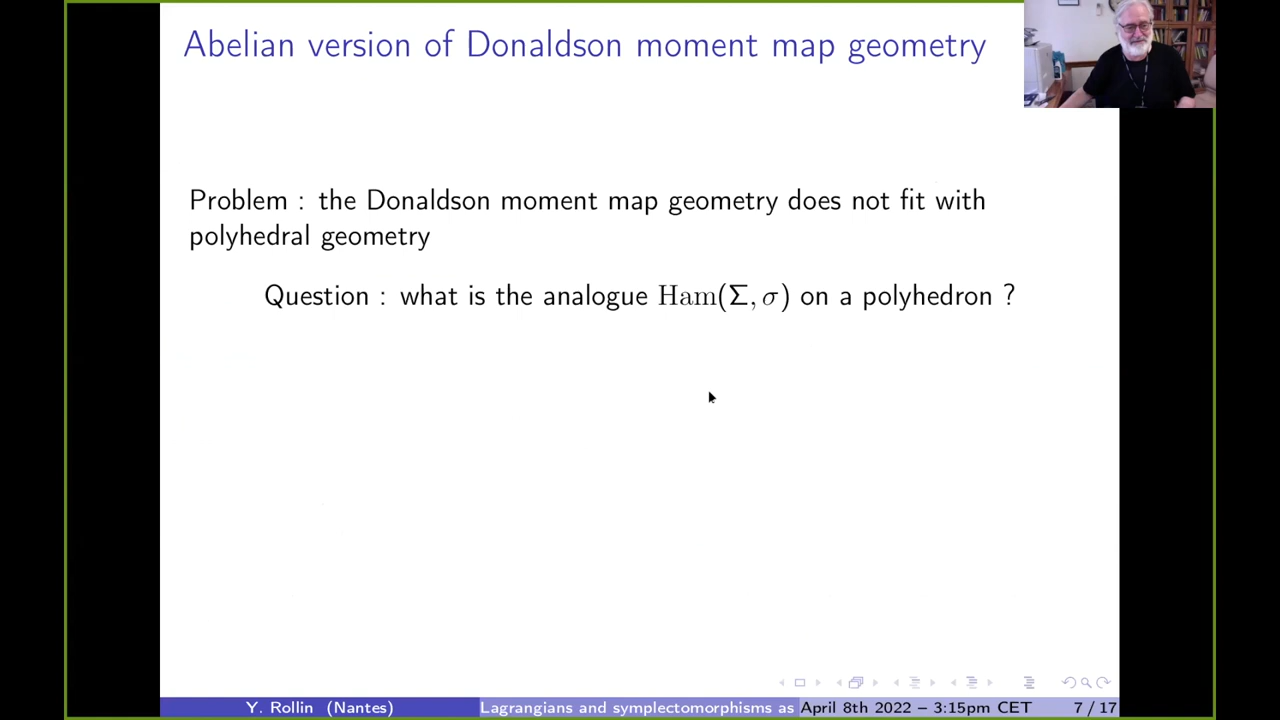 Abelian version of Donaldson moment map geometry
Problem : the Donaldson moment map geometry does not fit with
polyhedral geometry
Question : what is the analogue Ham(Σ, σ) on a polyhedron ?
Y. Rollin (Nantes)
Lagrangians and symplectomorphisms as
April 8th 2022 – 3:15pm CET
7 / 17